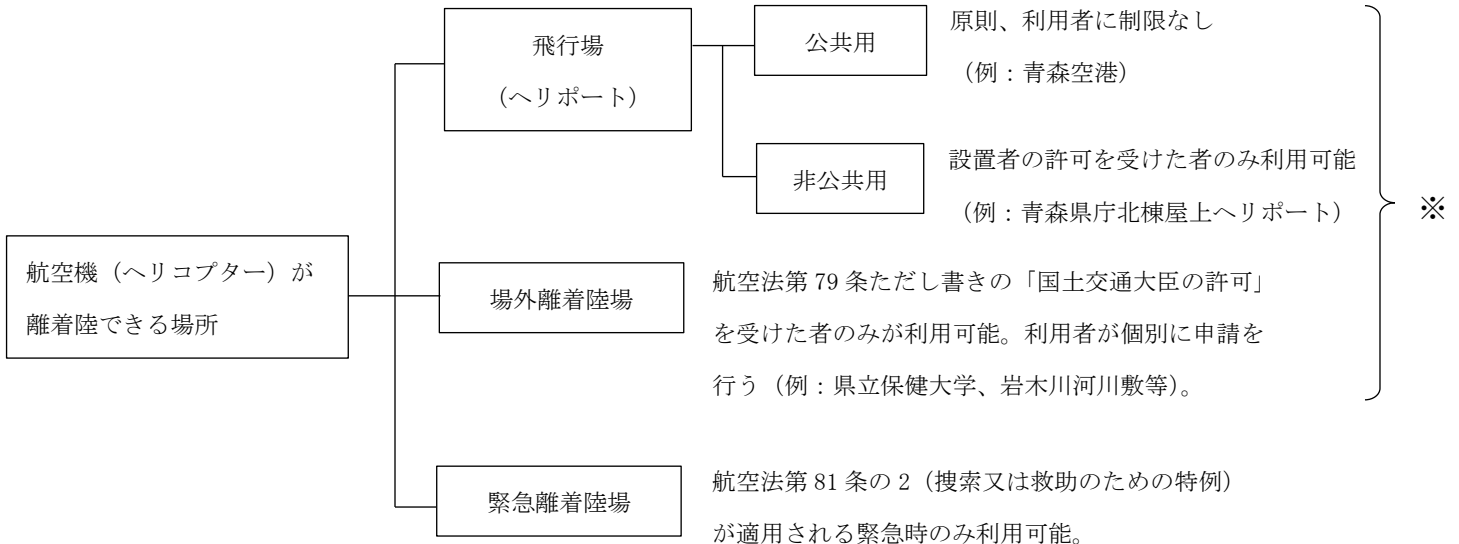 飛行場
（ヘリポート）
公共用
原則、利用者に制限なし
（例：青森空港）
非公共用
設置者の許可を受けた者のみ利用可能
（例：青森県庁北棟屋上ヘリポート）
※
航空機（ヘリコプター）が
離着陸できる場所
場外離着陸場
航空法第 79 条ただし書きの「国土交通大臣の許可」
を受けた者のみが利用可能。利用者が個別に申請を
行う（例：県立保健大学、岩木川河川敷等）。
緊急離着陸場
航空法第 81 条の 2（捜索又は救助のための特例）
が適用される緊急時のみ利用可能。